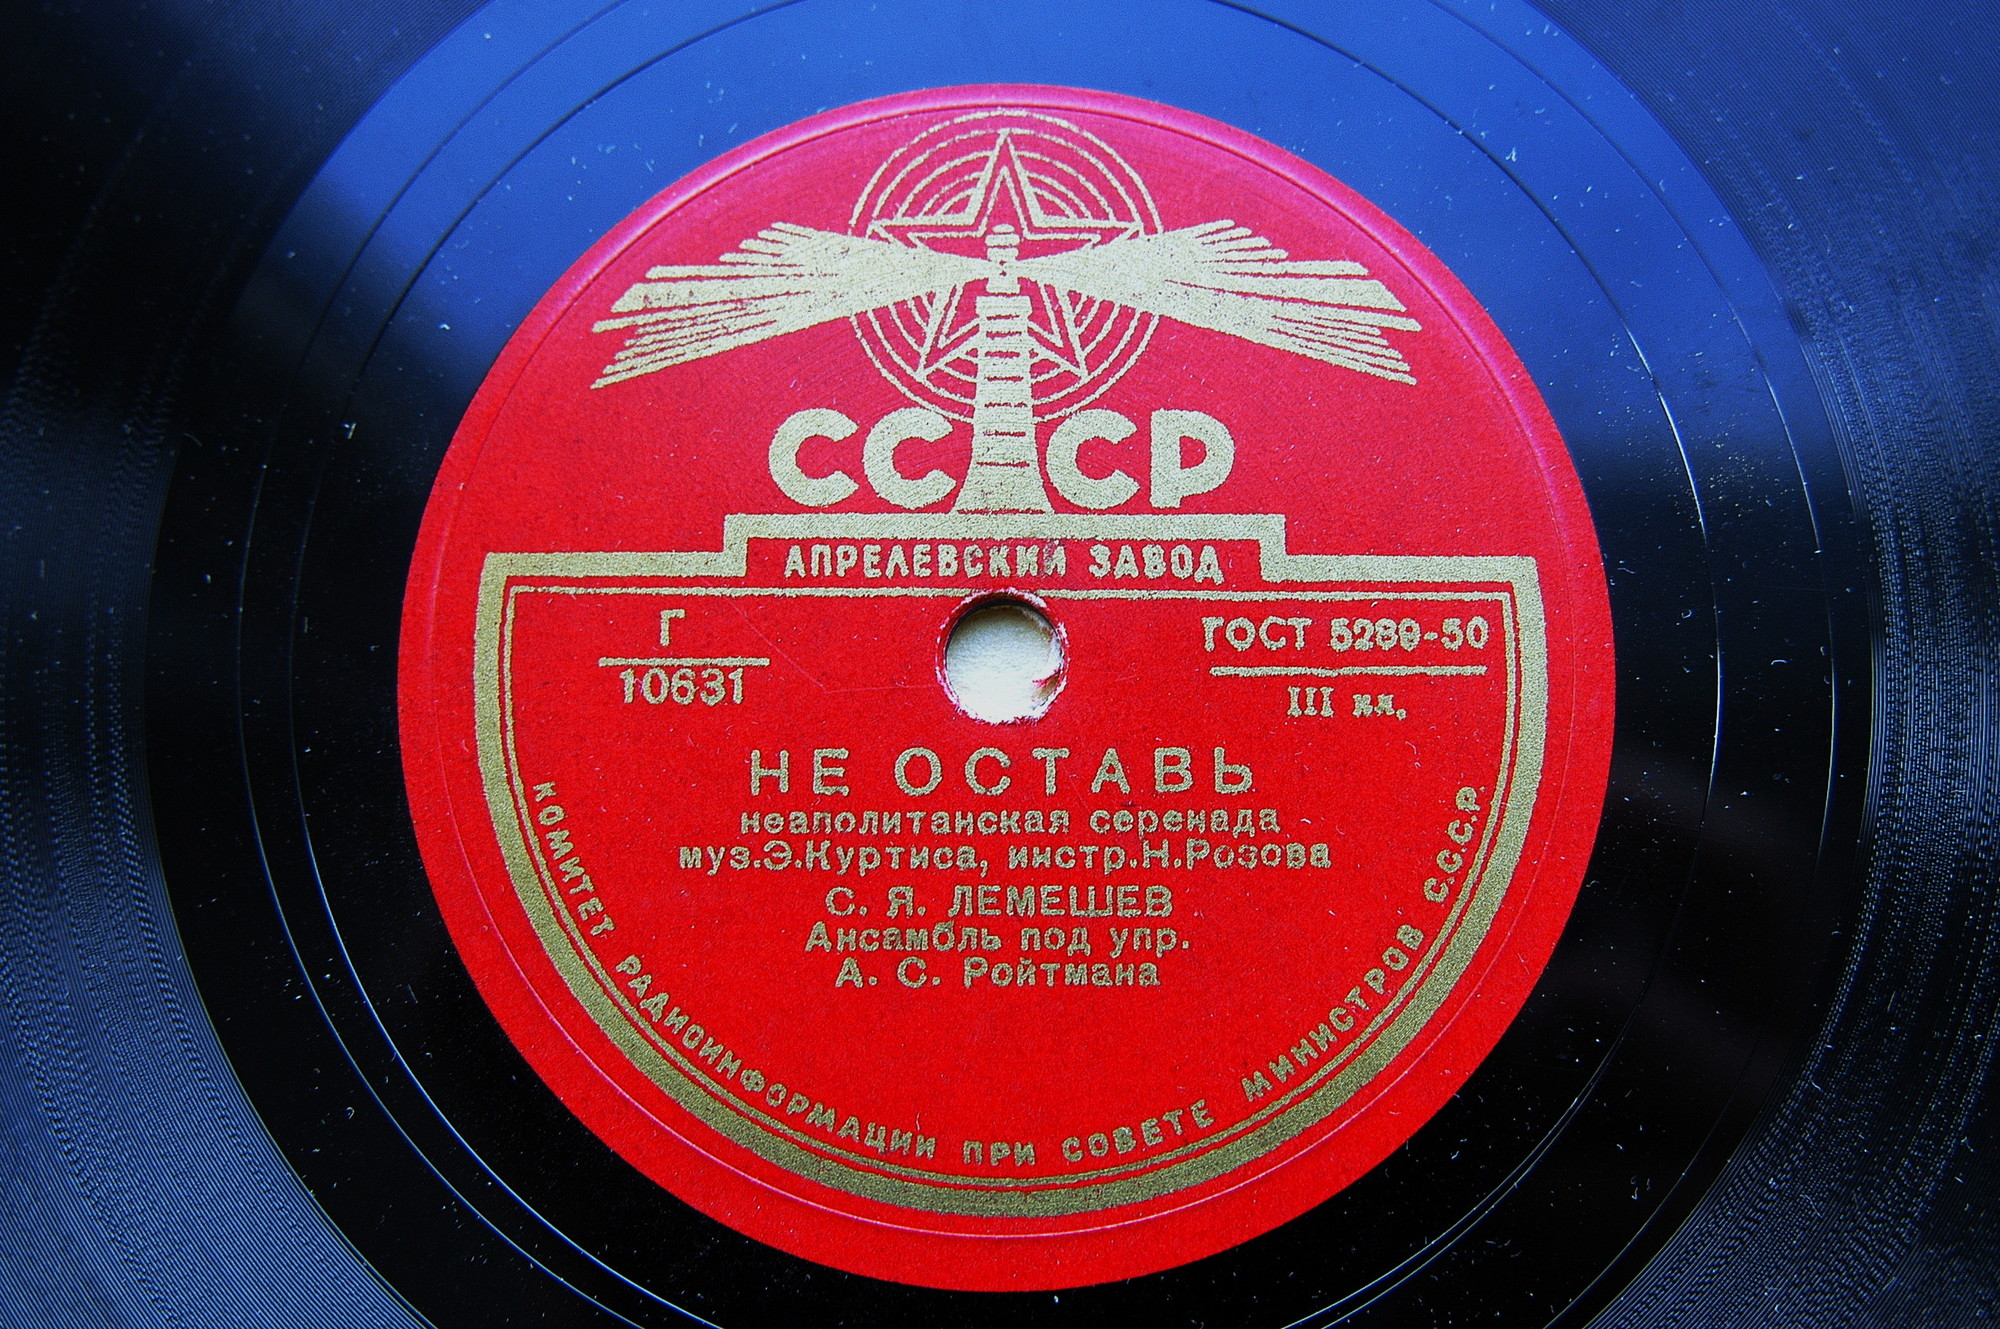 СССР
АПРЕЛЕВСКИЙ ЗАВОД
Г
10631
ГОСТ 5289-50
III кл.
НЕ ОСТАВЬ
неаполитанская серенада
муз.Э.Куртиса, инстр.Н.Розова
С. Я. ЛЕМЕШЕВ
Ансамбль под упр.
А. С. Ройтмана
КОМИТЕТ РАДИОИНФОРМАЦИИ ПРИ СОВЕТЕ МИНИСТРОВ С.С.С.Р.